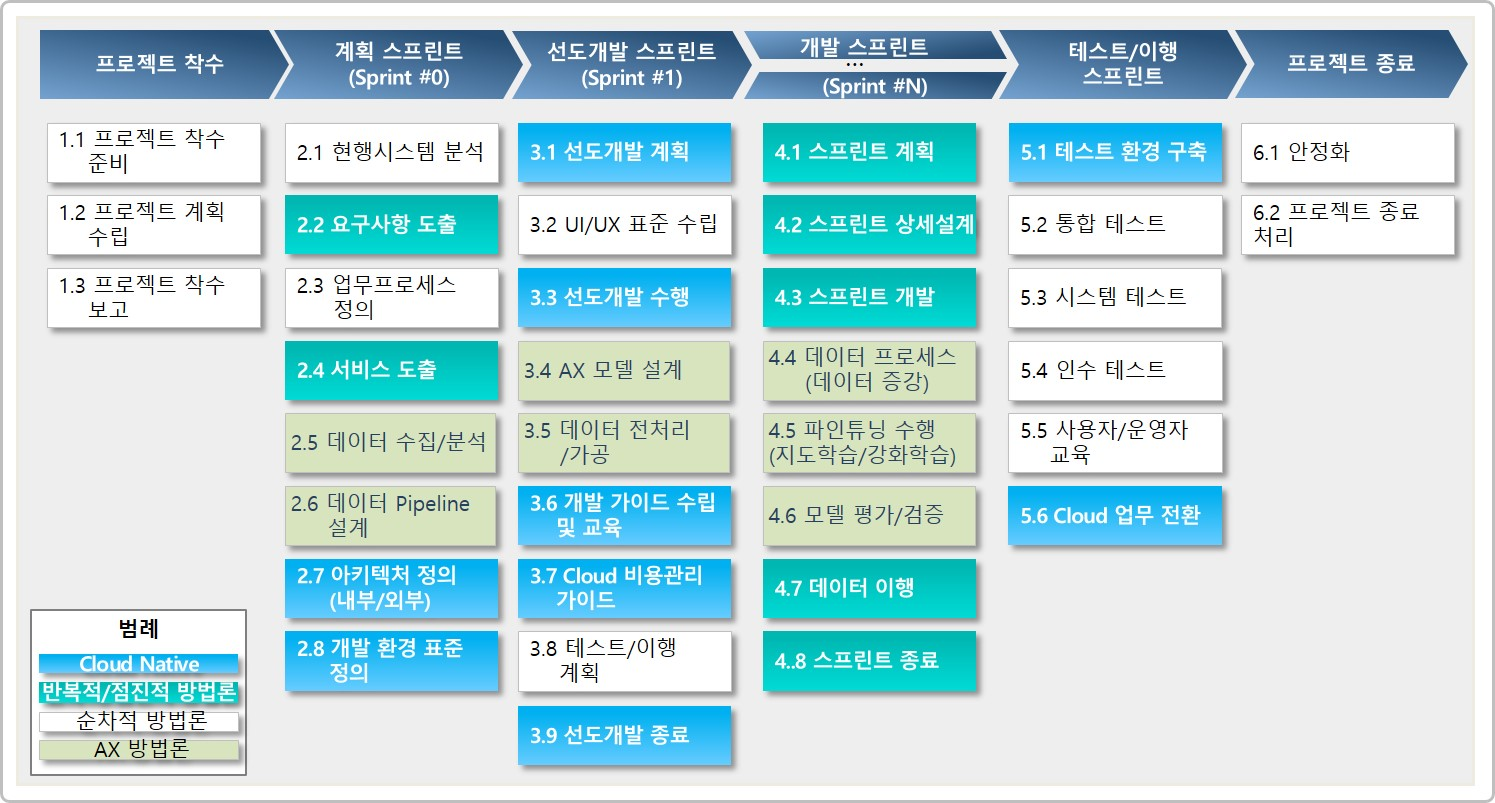 프로젝트 착수
계획 스프린트
(Sprint #0)
선도개발 스프린트
(Sprint #1)
개발 스프린트
...
(Sprint #N)
테스트/이행
스프린트
프로젝트 종료
1.1 프로젝트 착수
준비
1.2 프로젝트 계획
수립
1.3 프로젝트 착수
보고
2.1 현행시스템 분석
2.2 요구사항 도출
2.3 업무프로세스
정의
2.4 서비스 도출
2.5 데이터 수집/분석
2.6 데이터 Pipeline
설계
2.7 아키텍처 정의
(내부/외부)
2.8 개발 환경 표준
정의
3.1 선도개발 계획
3.2 UI/UX 표준 수립
3.3 선도개발 수행
3.4 AX 모델 설계
3.5 데이터 전처리
/가공
3.6 개발 가이드 수립
및 교육
3.7 Cloud 비용관리
가이드
3.8 테스트/이행
계획
3.9 선도개발 종료
4.1 스프린트 계획
4.2 스프린트 상세설계
4.3 스프린트 개발
4.4 데이터 프로세스
(데이터 증강)
4.5 파인튜닝 수행
(지도학습/강화학습)
4.6 모델 평가/검증
4.7 데이터 이행
4..8 스프린트 종료
5.1 테스트 환경 구축
5.2 통합 테스트
5.3 시스템 테스트
5.4 인수 테스트
5.5 사용자/운영자
교육
5.6 Cloud 업무 전환
6.1 안정화
6.2 프로젝트 종료
처리
범례
Cloud Native
반복적/점진적 방법론
순차적 방법론
AX 방법론